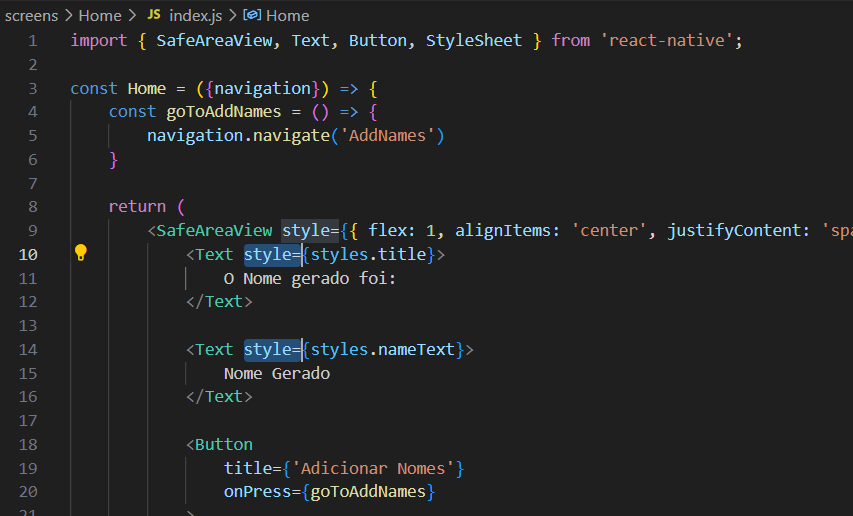 screens > Home > JS index.js > Home
1 import { SafeAreaView, Text, Button, StyleSheet } from 'react-native';
2
3 const Home = ({navigation}) => {
4 const goToAddNames = () => {
5 navigation.navigate('AddNames')
6 }
7
8 return (
9 <SafeAreaView style={{ flex: 1, alignItems: 'center', justifyContent: 'spa
10 <Text style={styles.title}>
11 O Nome gerado foi:
12 </Text>
13
14 <Text style={styles.nameText}>
15 Nome Gerado
16 </Text>
17
18 <Button
19 title={'Adicionar Nomes'}
20 onPress={goToAddNames}
21